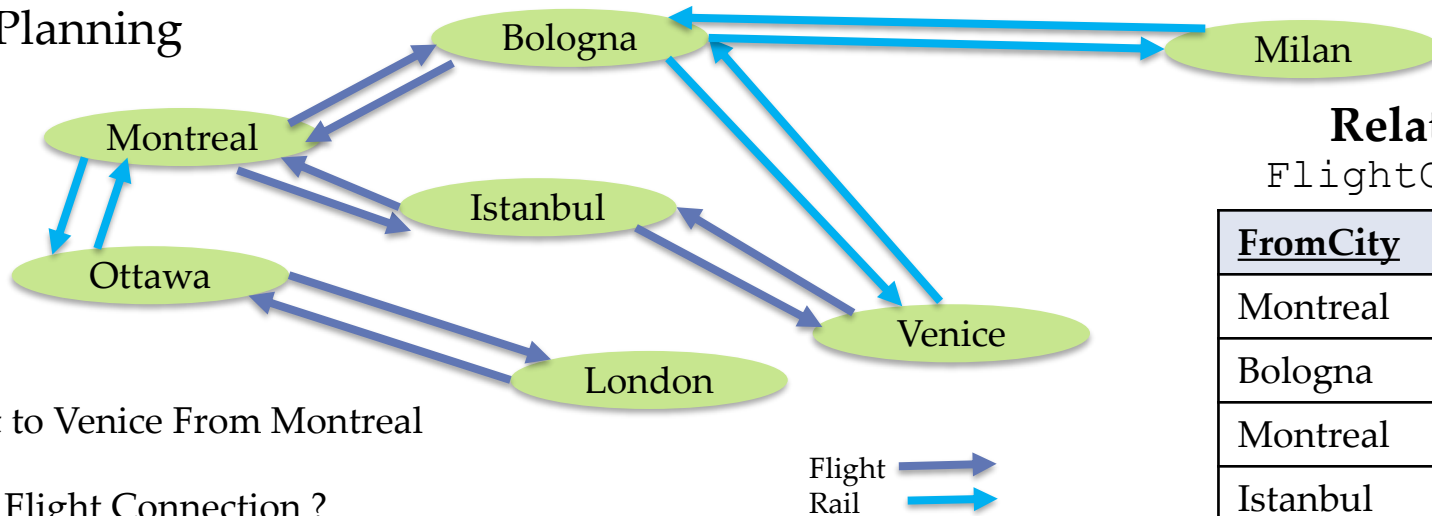 Planning
Bologna
Milan
Montreal
Istanbul
Ottawa
Venice
London
to Venice From Montreal
Flight Connection ?
Flight
Rail
Relat
FlightC
FromCity
Montreal
Bologna
Montreal
Istanbul